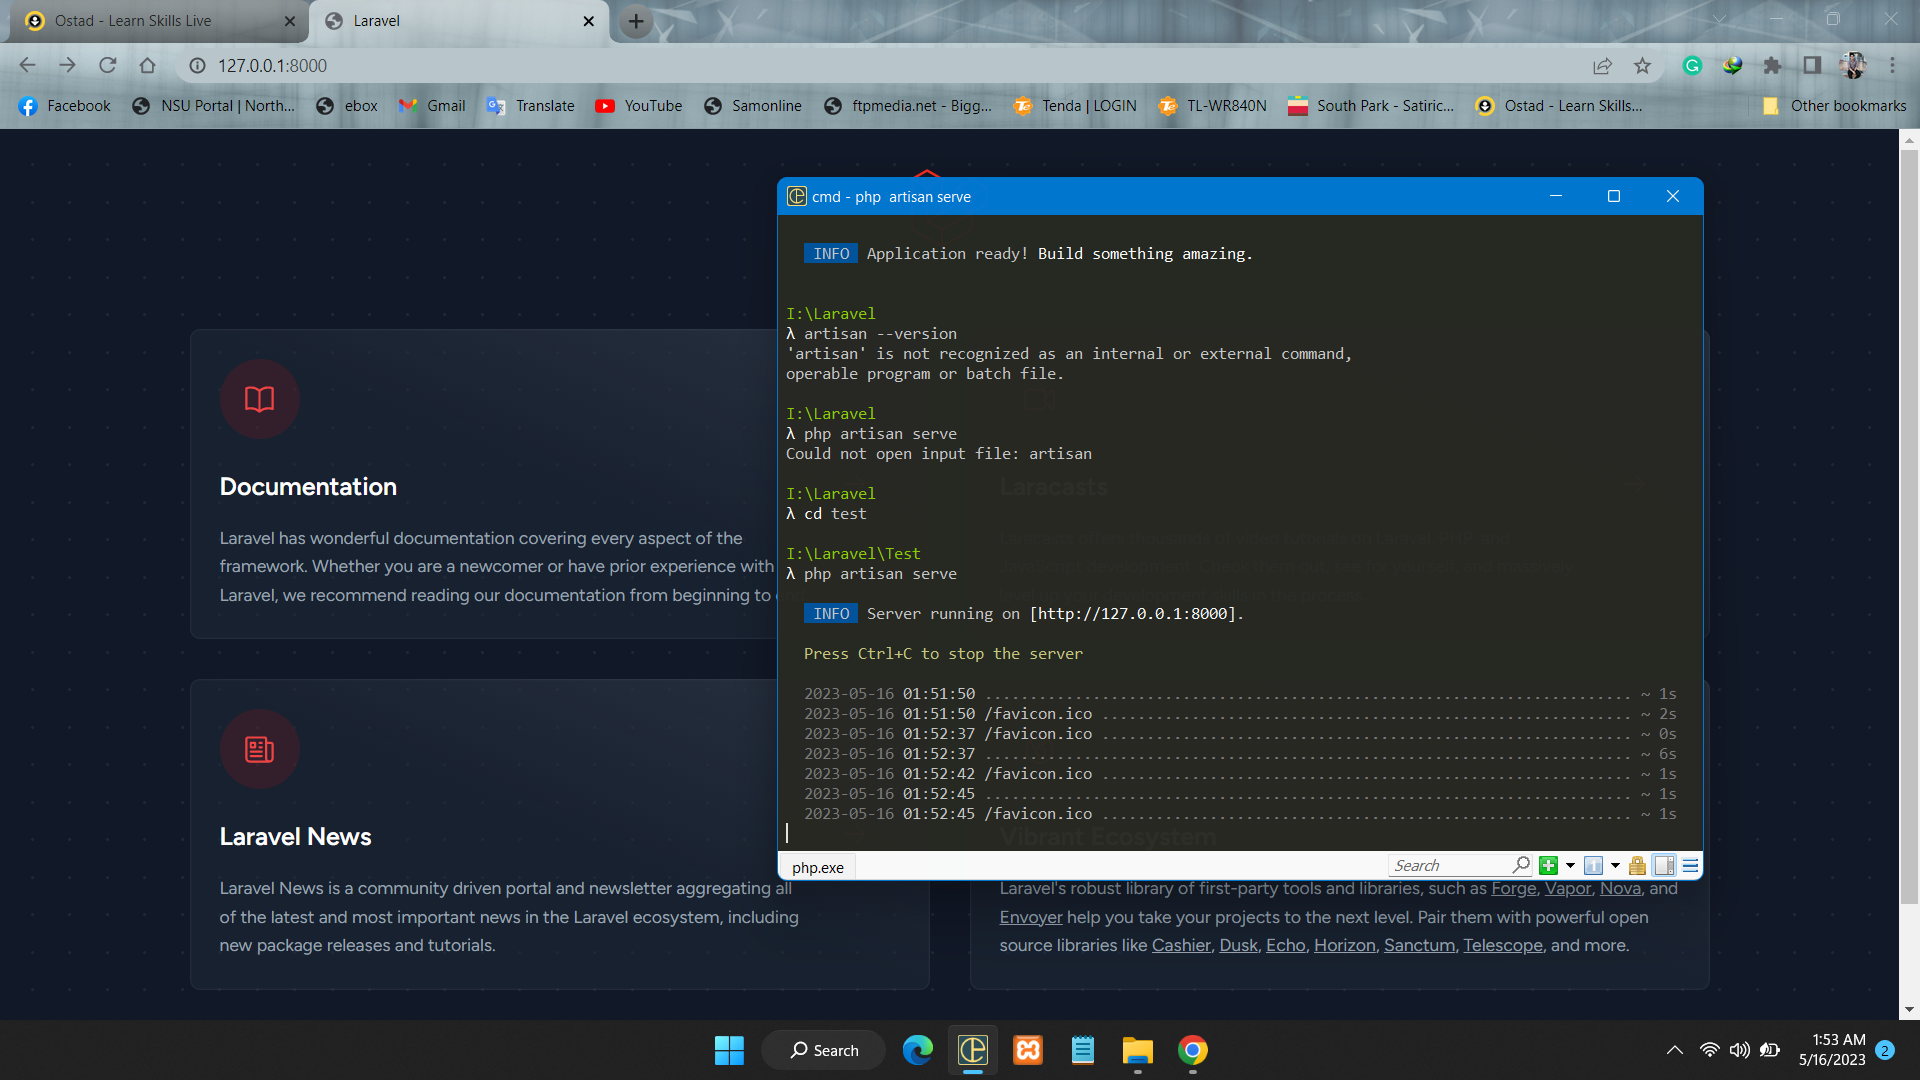 Ostad - Learn Skills Live
Laravel
127.0.0.1:8000
Facebook
NSU Portal | North...
ebox
Gmail
Translate
YouTube
Samonline
ftpmedia.net - Bigg...
Tenda | LOGIN
TL-WR840N
South Park - Satiric...
Ostad - Learn Skills...
Other bookmarks
cmd - php  artisan serve
INFO Application ready! Build something amazing.
I:\Laravel
λ artisan --version
'artisan' is not recognized as an internal or external command,
operable program or batch file.
I:\Laravel
λ php artisan serve
Could not open input file: artisan
I:\Laravel
λ cd test
I:\Laravel\Test
λ php artisan serve
INFO Server running on [http://127.0.0.1:8000].
Press Ctrl+C to stop the server
2023-05-16 01:51:50 ........................................................................ ~ 1s
2023-05-16 01:51:50 /favicon.ico ........................................................... ~ 2s
2023-05-16 01:52:37 /favicon.ico ........................................................... ~ 0s
2023-05-16 01:52:37 ........................................................................ ~ 6s
2023-05-16 01:52:42 /favicon.ico ........................................................... ~ 1s
2023-05-16 01:52:45 ........................................................................ ~ 1s
2023-05-16 01:52:45 /favicon.ico ........................................................... ~ 1s
php.exe
Search
Documentation
Laravel has wonderful documentation covering every aspect of the
framework. Whether you are a newcomer or have prior experience with
Laravel, we recommend reading our documentation from beginning to
Laracasts
Laravel News
Laravel News is a community driven portal and newsletter aggregating all
of the latest and most important news in the Laravel ecosystem, including
new package releases and tutorials.
Vibrant Ecosystem
Laravel's robust library of first-party tools and libraries, such as Forge, Vapor, Nova, and
Envoyer help you take your projects to the next level. Pair them with powerful open
source libraries like Cashier, Dusk, Echo, Horizon, Sanctum, Telescope, and more.
Search
1:53 AM
5/16/2023
2